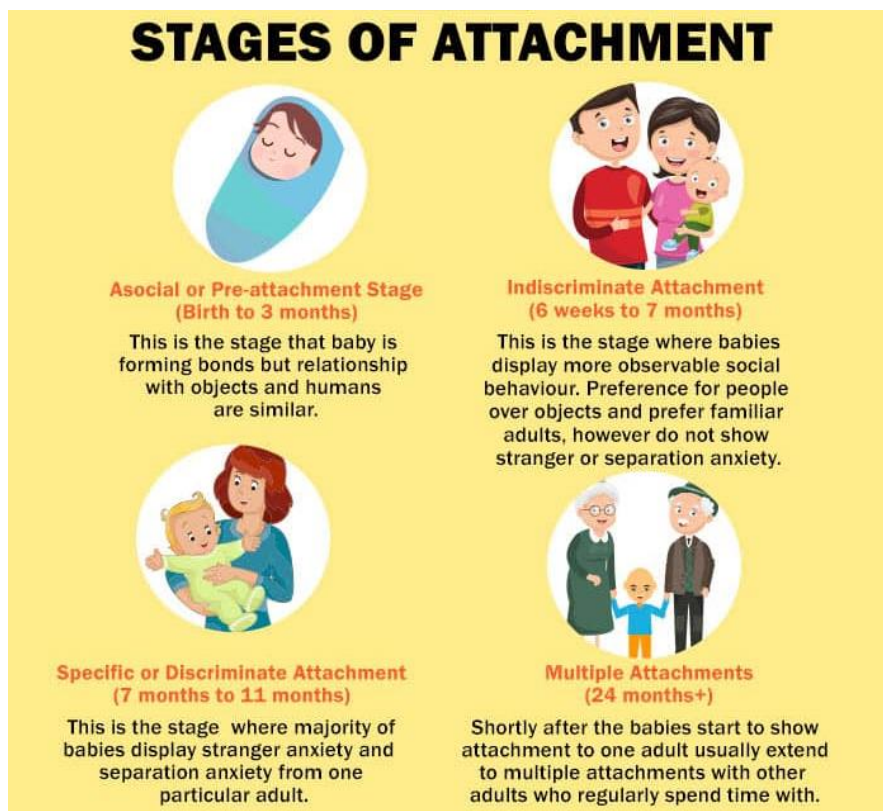 STAGES OF ATTACHMENT
Asocial or Pre-attachment Stage
(Birth to 3 months)
This is the stage that baby is
forming bonds but relationship
with objects and humans
are similar.
Indiscriminate Attachment
(6 weeks to 7 months)
This is the stage where babies
display more observable social
behaviour. Preference for people
over objects and prefer familiar
adults, however do not show
stranger or separation anxiety.
Specific or Discriminate Attachment
(7 months to 11 months)
This is the stage where majority of
babies display stranger anxiety and
separation anxiety from one
particular adult.
Multiple Attachments
(24 months+)
Shortly after the babies start to show
attachment to one adult usually extend
to multiple attachments with other
adults who regularly spend time with.